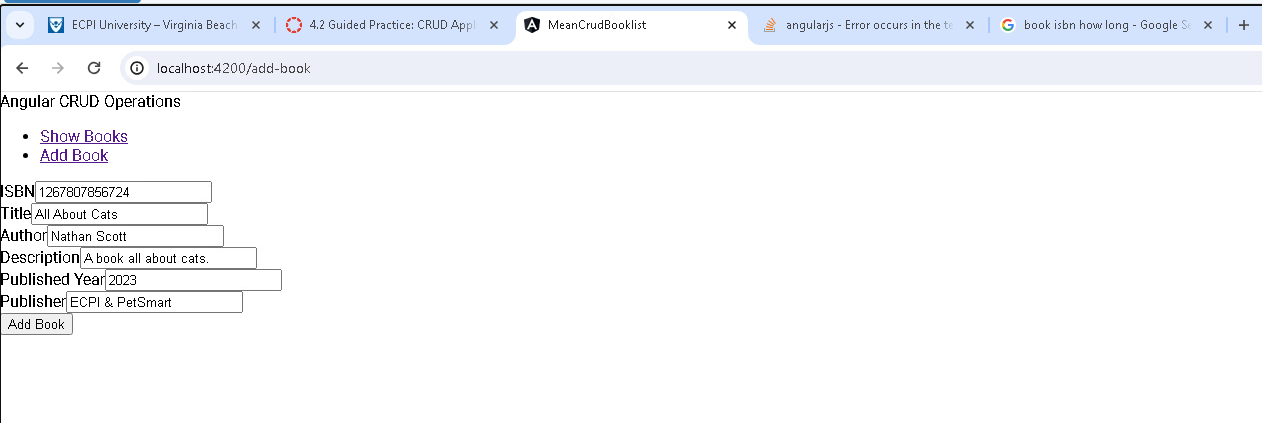 ECPI University – Virginia Beach
4.2 Guided Practice: CRUD Appl
MeanCrudBooklist
angularjs - Error occurs in the te
book isbn how long - Google Se
localhost:4200/add-book
Angular CRUD Operations
Show Books
Add Book
ISBN 1267807856724
Title All About Cats
Author Nathan Scott
Description A book all about cats.
Published Year 2023
Publisher ECPI & PetSmart
Add Book